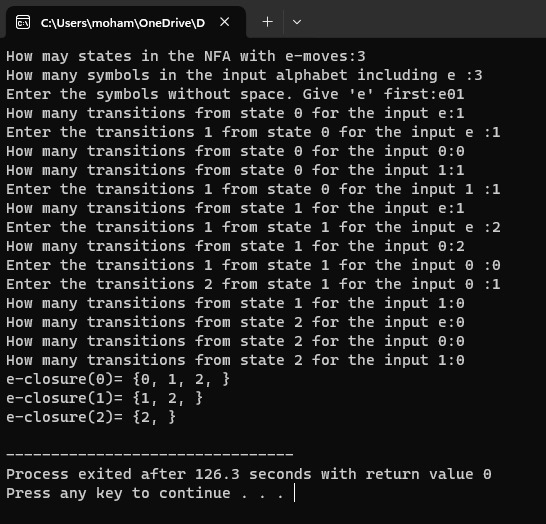 C:\Users\moham\OneDrive\D
How may states in the NFA with e-moves:3
How many symbols in the input alphabet including e :3
Enter the symbols without space. Give 'e' first:e01
How many transitions from state 0 for the input e:1
Enter the transitions 1 from state 0 for the input e :1
How many transitions from state 0 for the input 0:0
How many transitions from state 0 for the input 1:1
Enter the transitions 1 from state 0 for the input 1 :1
How many transitions from state 1 for the input e:1
Enter the transitions 1 from state 1 for the input e :2
How many transitions from state 1 for the input 0:2
Enter the transitions 1 from state 1 for the input 0 :0
Enter the transitions 2 from state 1 for the input 0 :1
How many transitions from state 1 for the input 1:0
How many transitions from state 2 for the input e:0
How many transitions from state 2 for the input 0:0
How many transitions from state 2 for the input 1:0
e-closure(0)= {0, 1, 2, }
e-closure(1)= {1, 2, }
e-closure(2)= {2, }
--------------------------------
Process exited after 126.3 seconds with return value 0
Press any key to continue . . .